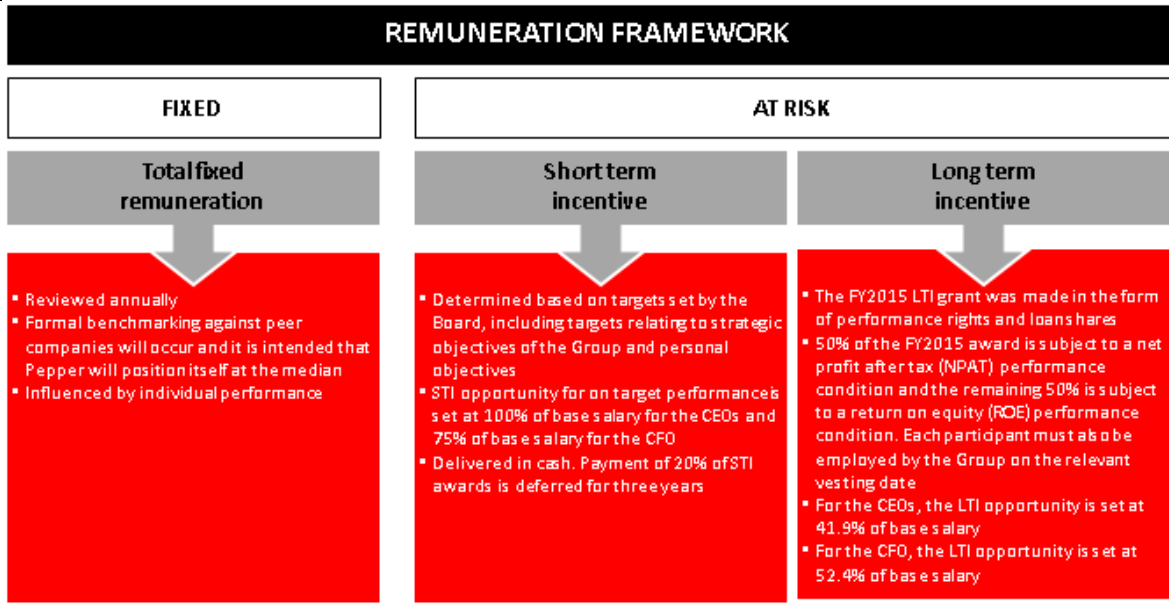 REMUNERATION FRAMEWORK
FIXED
AT RISK
Total fixed
remuneration
Short term
incentive
Long term
incentive
▪ Reviewed annually
▪ Formal benchmarking against peer
companies will occur and it is intended that
Pepper will position itself at the median
▪ Influenced by individual performance
▪ Determined based on targets set by the
Board, including targets relating to strategic
objectives of the Group and personal
objectives
▪ STI opportunity for on target performance is
set at 100% of base salary for the CEOs and
75% of base salary for the CFO
▪ Delivered in cash. Payment of 20% of STI
awards is deferred for three years
▪ The FY2015 LTI grant was made in the form
of performance rights and loan shares
▪ 50% of the FY2015 award is subject to a net
profit after tax (NPAT) performance
condition and the remaining 50% is subject
to a return on equity (ROE) performance
condition. Each participant must also be
employed by the Group on the relevant
vesting date
▪ For the CEOs, the LTI opportunity is set at
41.9% of base salary
▪ For the CFO, the LTI opportunity is set at
52.4% of base salary